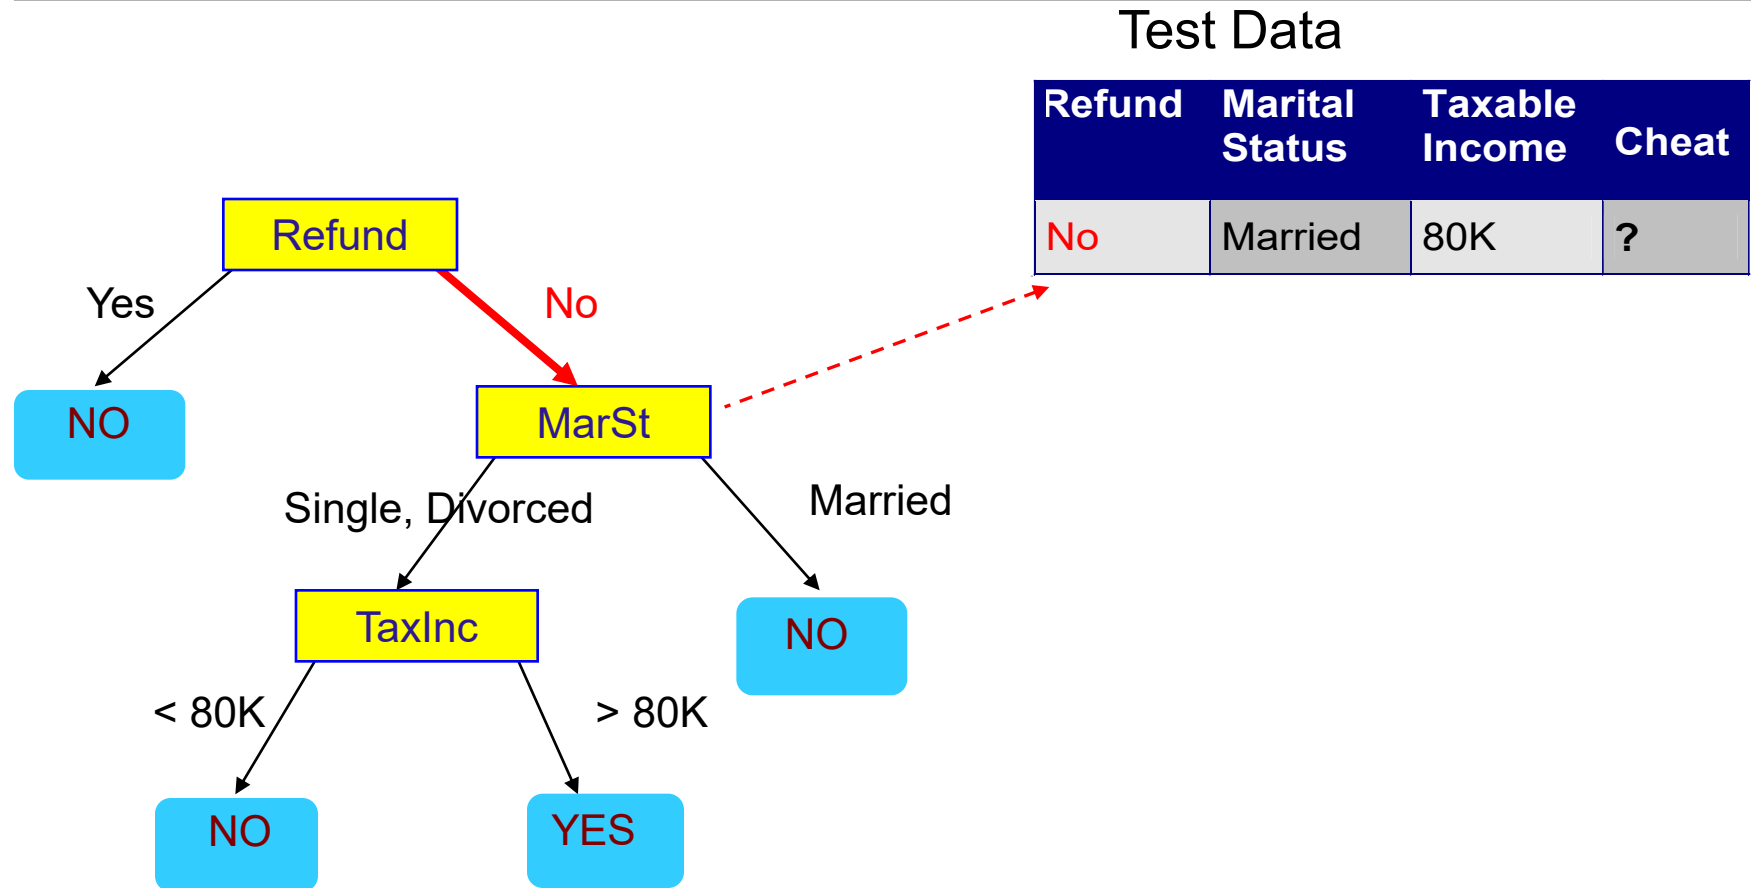 Test Data
Refund Marital Status Taxable Income Cheat
No Married 80K ?
Refund
Yes No
NO
MarSt
Single, Divorced Married
TaxInc
NO
< 80K > 80K
NO
YES